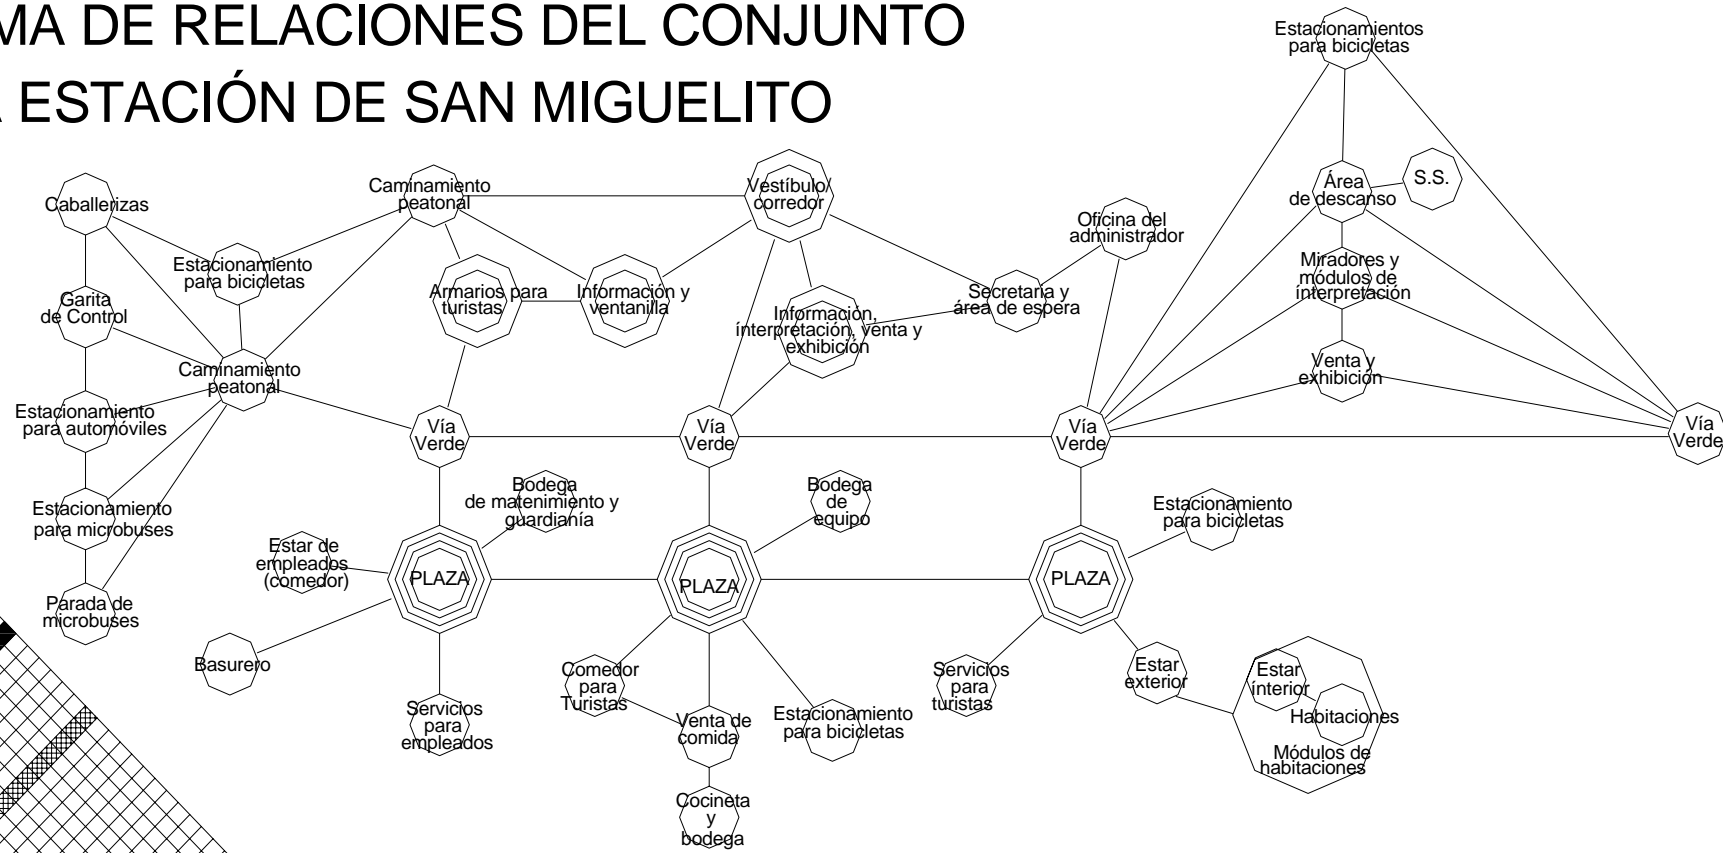 MA DE RELACIONES DEL CONJUNTO
ESTACIÓN DE SAN MIGUELITO
Estacionamientos
para bicicletas
Caballerizas
Caminamiento
peatonal
Vestíbulo/
corredor
Área
de descanso
S.S.
Oficina del
administrador
Estacionamiento
para bicicletas
Miradores y
módulos de
ínterpretación
Garita
de Control
Armarios para
turistas
Información y
ventanilla
Información,
ínterpretación, venta y
exhibición
Secretaria y
área de espera
Caminamiento
peatonal
Venta y
exhibición
Estacionamiento
para automóviles
Vía
Verde
Vía
Verde
Vía
Verde
Vía
Verde
Estacionamiento
para microbuses
Bodega
de matenimiento y
guardianía
Bodega
de
equipo
Estacionamiento
para bicicletas
Estar de
empleados
(comedor)
PLAZA
PLAZA
PLAZA
Parada de
microbuses
Basurero
Servicios
para
empleados
Comedor
para
Turistas
Venta de
comida
Estacionamiento
para bicicletas
Servicios
para
turistas
Estar
exterior
Estar
ínterior
Habitaciones
Módulos de
habitaciones
Cocineta
y
bodega